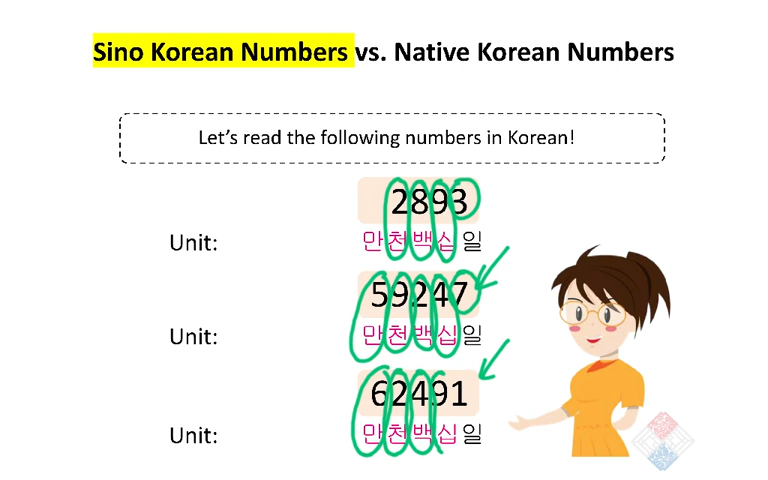 Sino Korean Numbers vs. Native Korean Numbers
Let's read the following numbers in Korean!
2893
Unit: 만천백십일
59247
Unit: 만천백십일
62491
Unit: 만천백십일